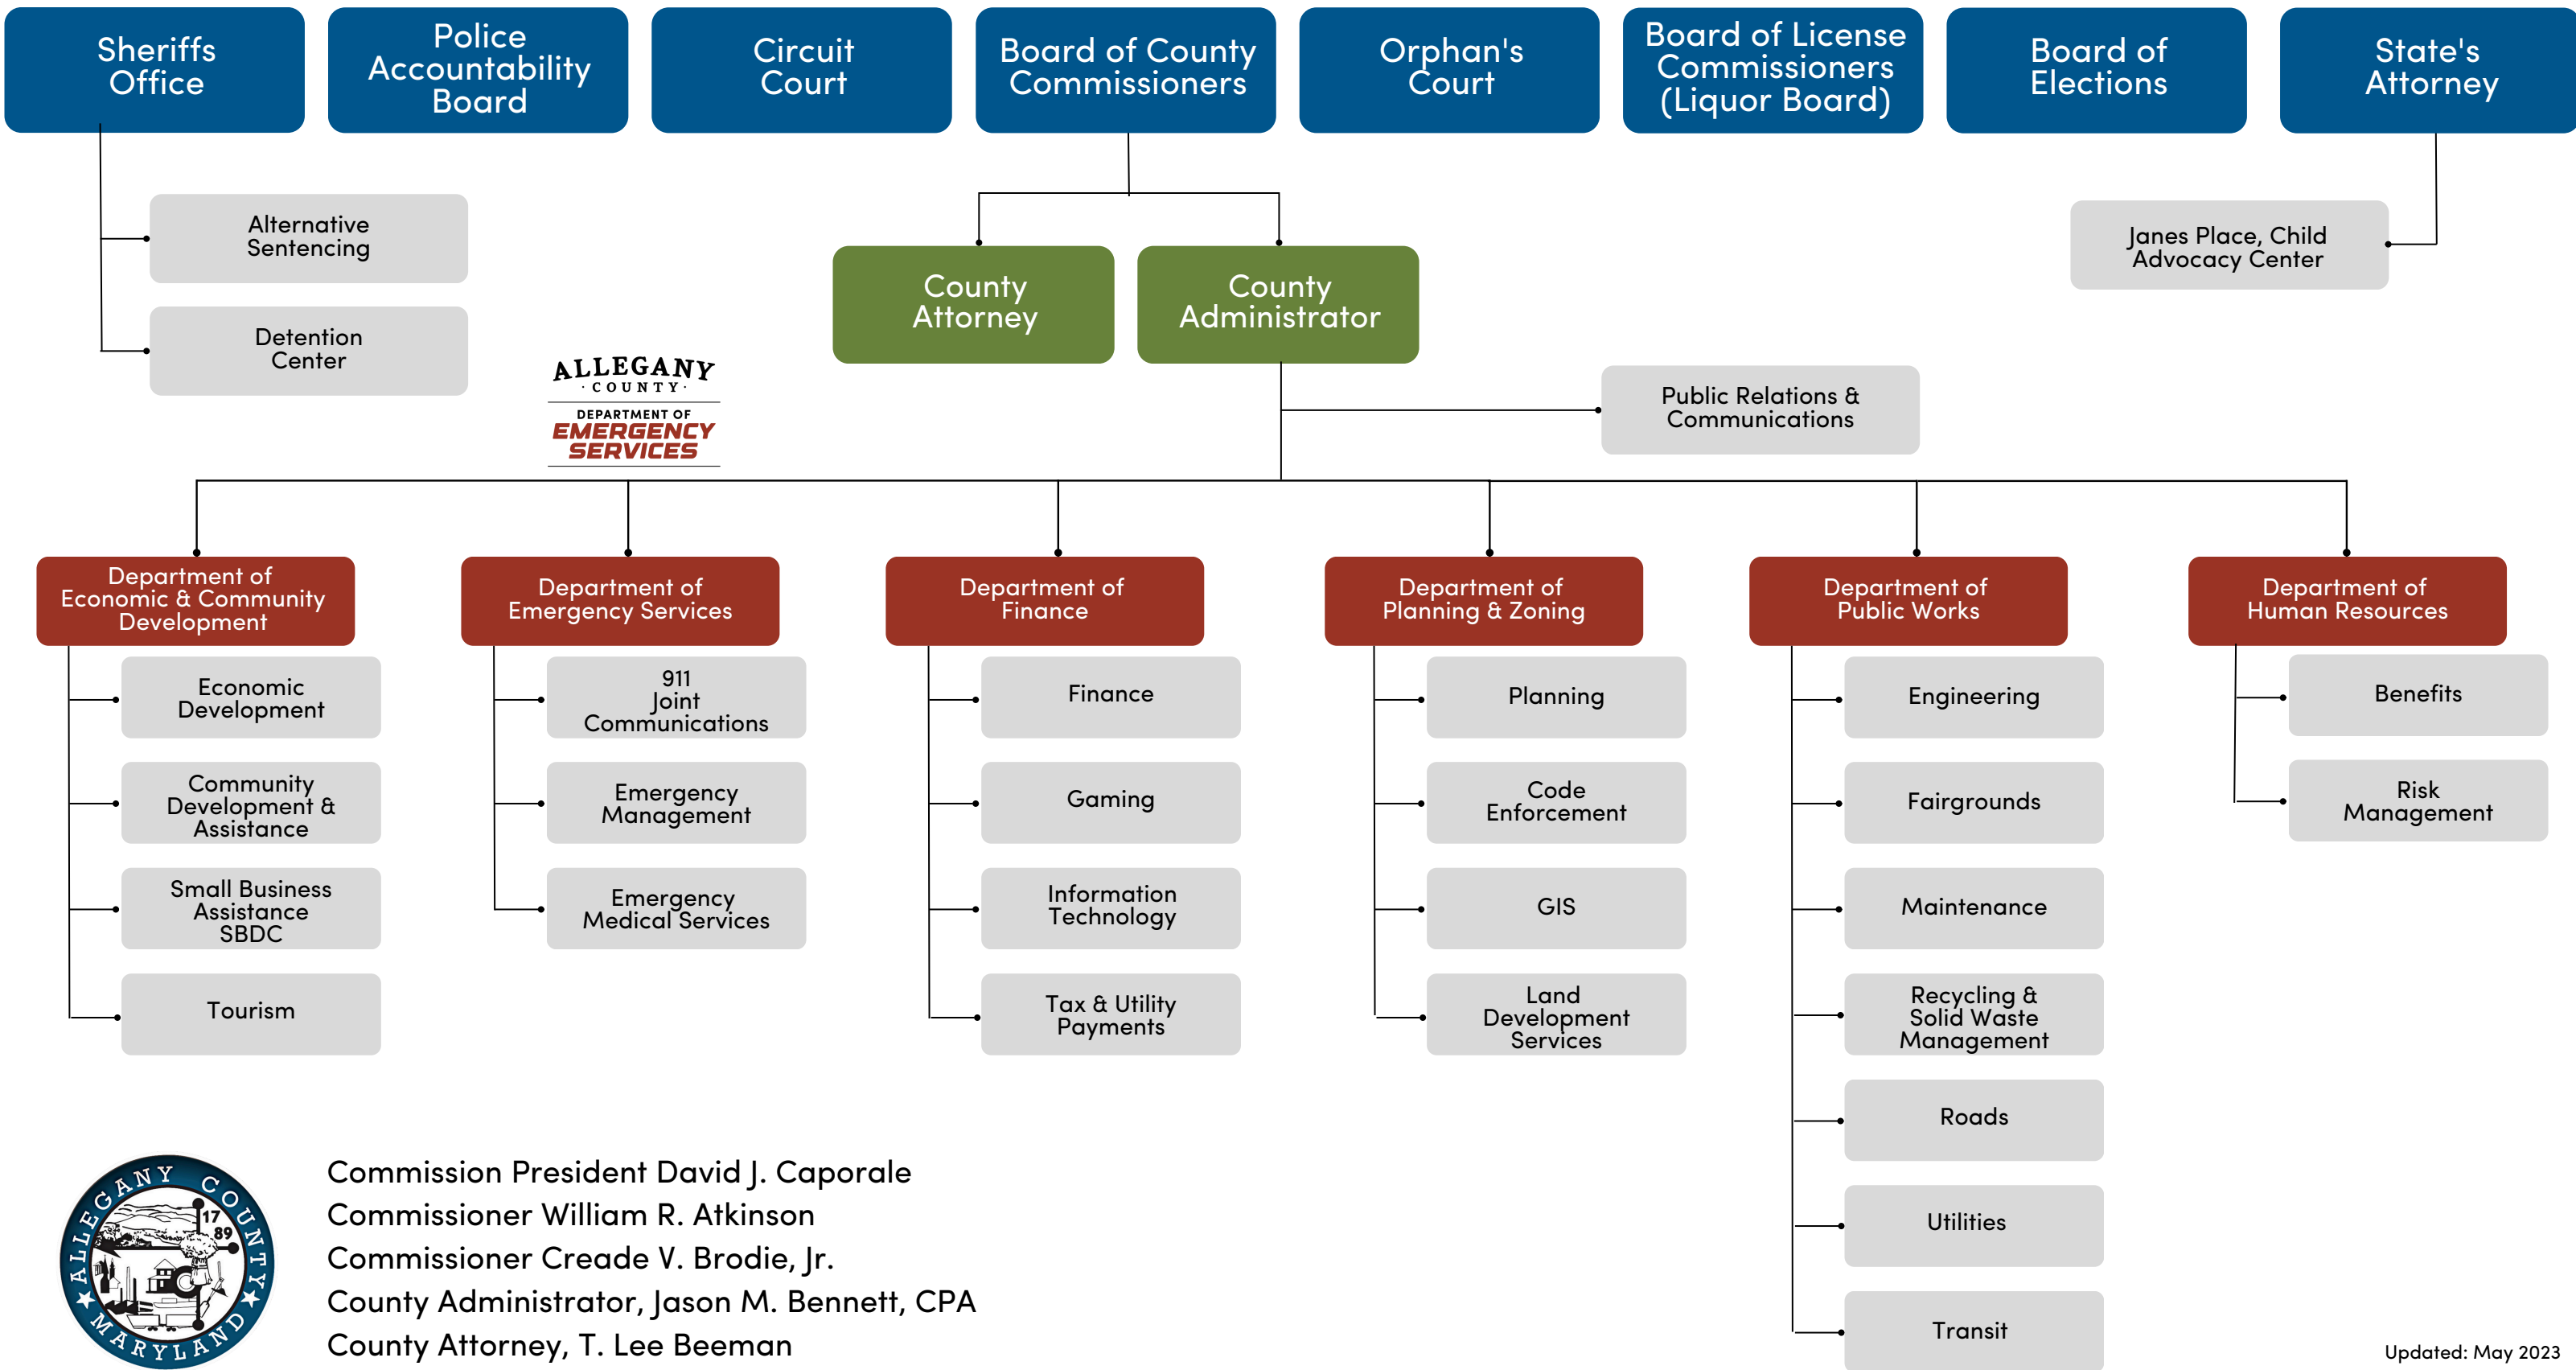 Sheriffs
Office
Police
Accountability
Board
Circuit
Court
Board of County
Commissioners
Orphan's
Court
Board of License
Commissioners
(Liquor Board)
Board of
Elections
State's
Attorney
Alternative
Sentencing
Detention
Center
County
Attorney
County
Administrator
Janes Place, Child
Advocacy Center
ALLEGANY
· COUNTY ·
DEPARTMENT OF
EMERGENCY
SERVICES
Public Relations &
Communications
Department of
Economic & Community
Development
Department of
Emergency Services
Department of
Finance
Department of
Planning & Zoning
Department of
Public Works
Department of
Human Resources
Economic
Development
Community
Development &
Assistance
Small Business
Assistance
SBDC
Tourism
911
Joint
Communications
Emergency
Management
Emergency
Medical Services
Finance
Gaming
Information
Technology
Tax & Utility
Payments
Planning
Code
Enforcement
GIS
Land
Development
Services
Engineering
Fairgrounds
Maintenance
Recycling &
Solid Waste
Management
Roads
Utilities
Transit
Benefits
Risk
Management
ALLEGANY COUNTY
17
89
MARYLAND
Commission President David J. Caporale
Commissioner William R. Atkinson
Commissioner Creade V. Brodie, Jr.
County Administrator, Jason M. Bennett, CPA
County Attorney, T. Lee Beeman
Updated: May 2023